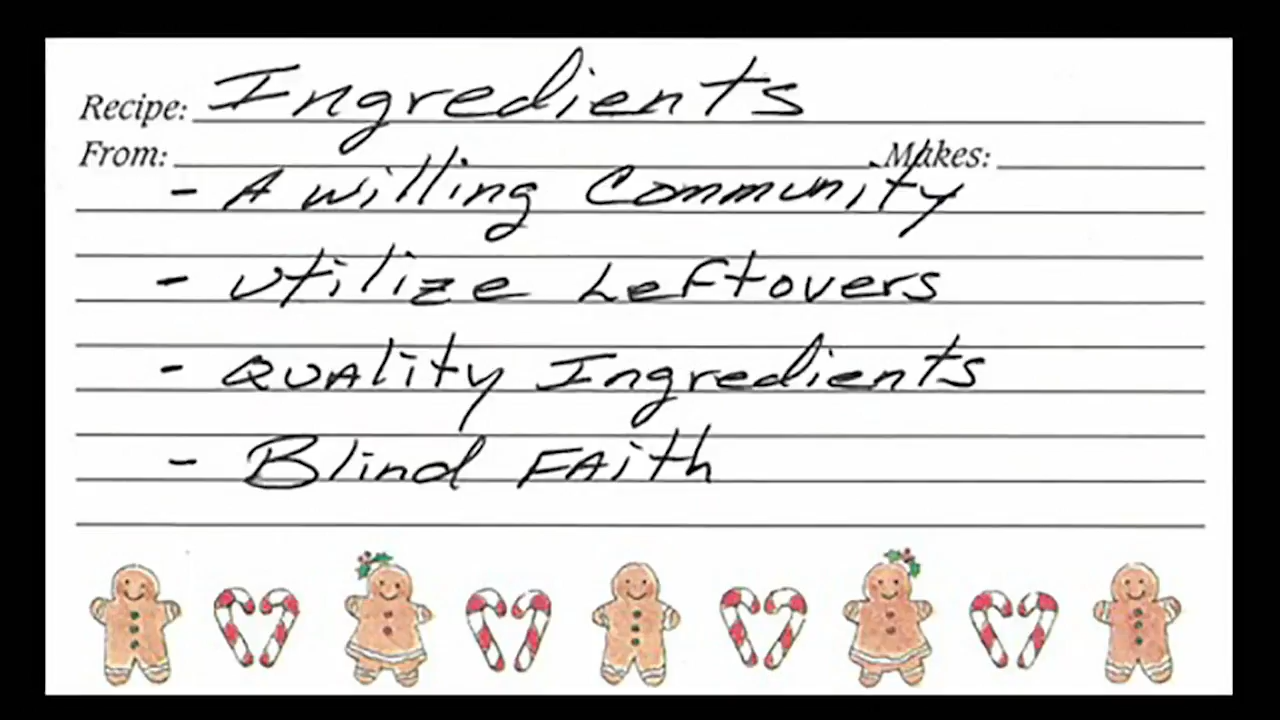 Recipe: Ingredients
From: Makes:
- A willing Community
- Utilize Leftovers
- Quality Ingredients
- Blind Faith